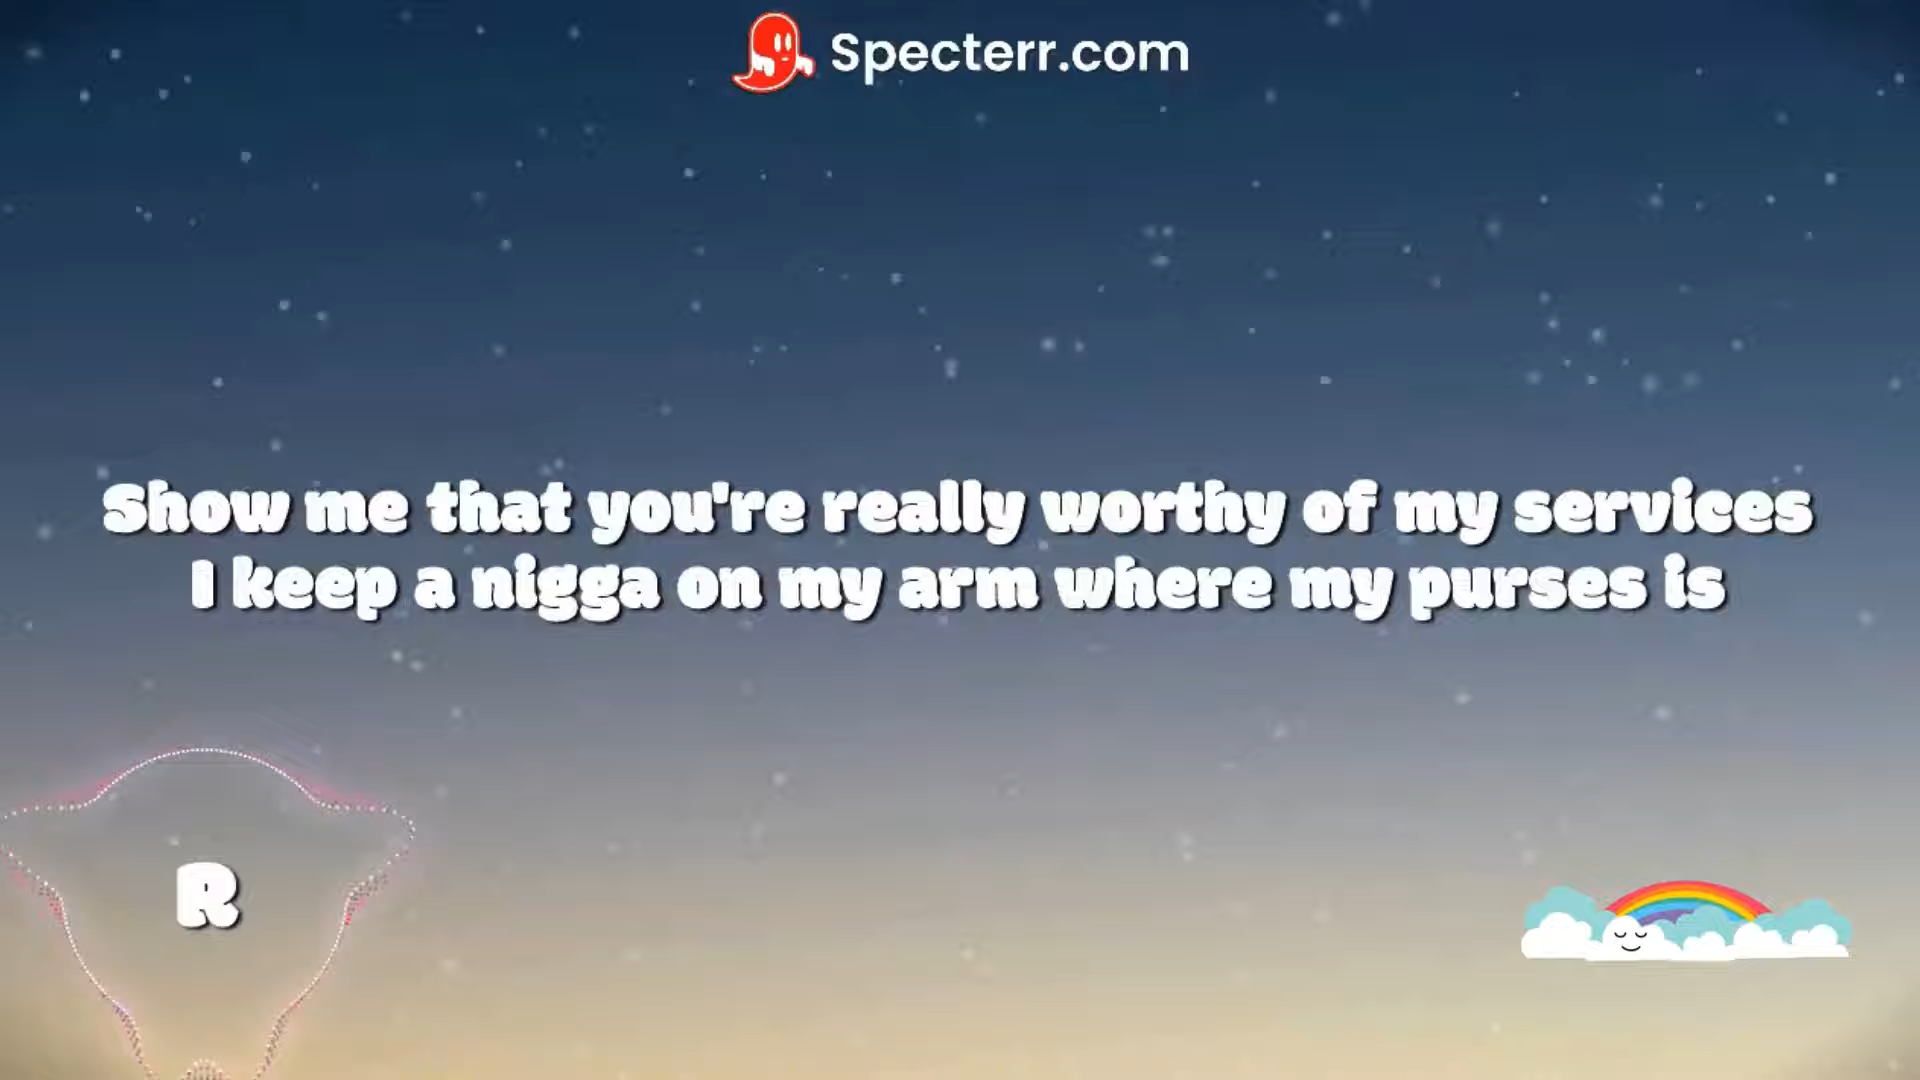 Specterr.com
Show me that you're really worthy of my services
I keep a nigga on my arm where my purses is
R